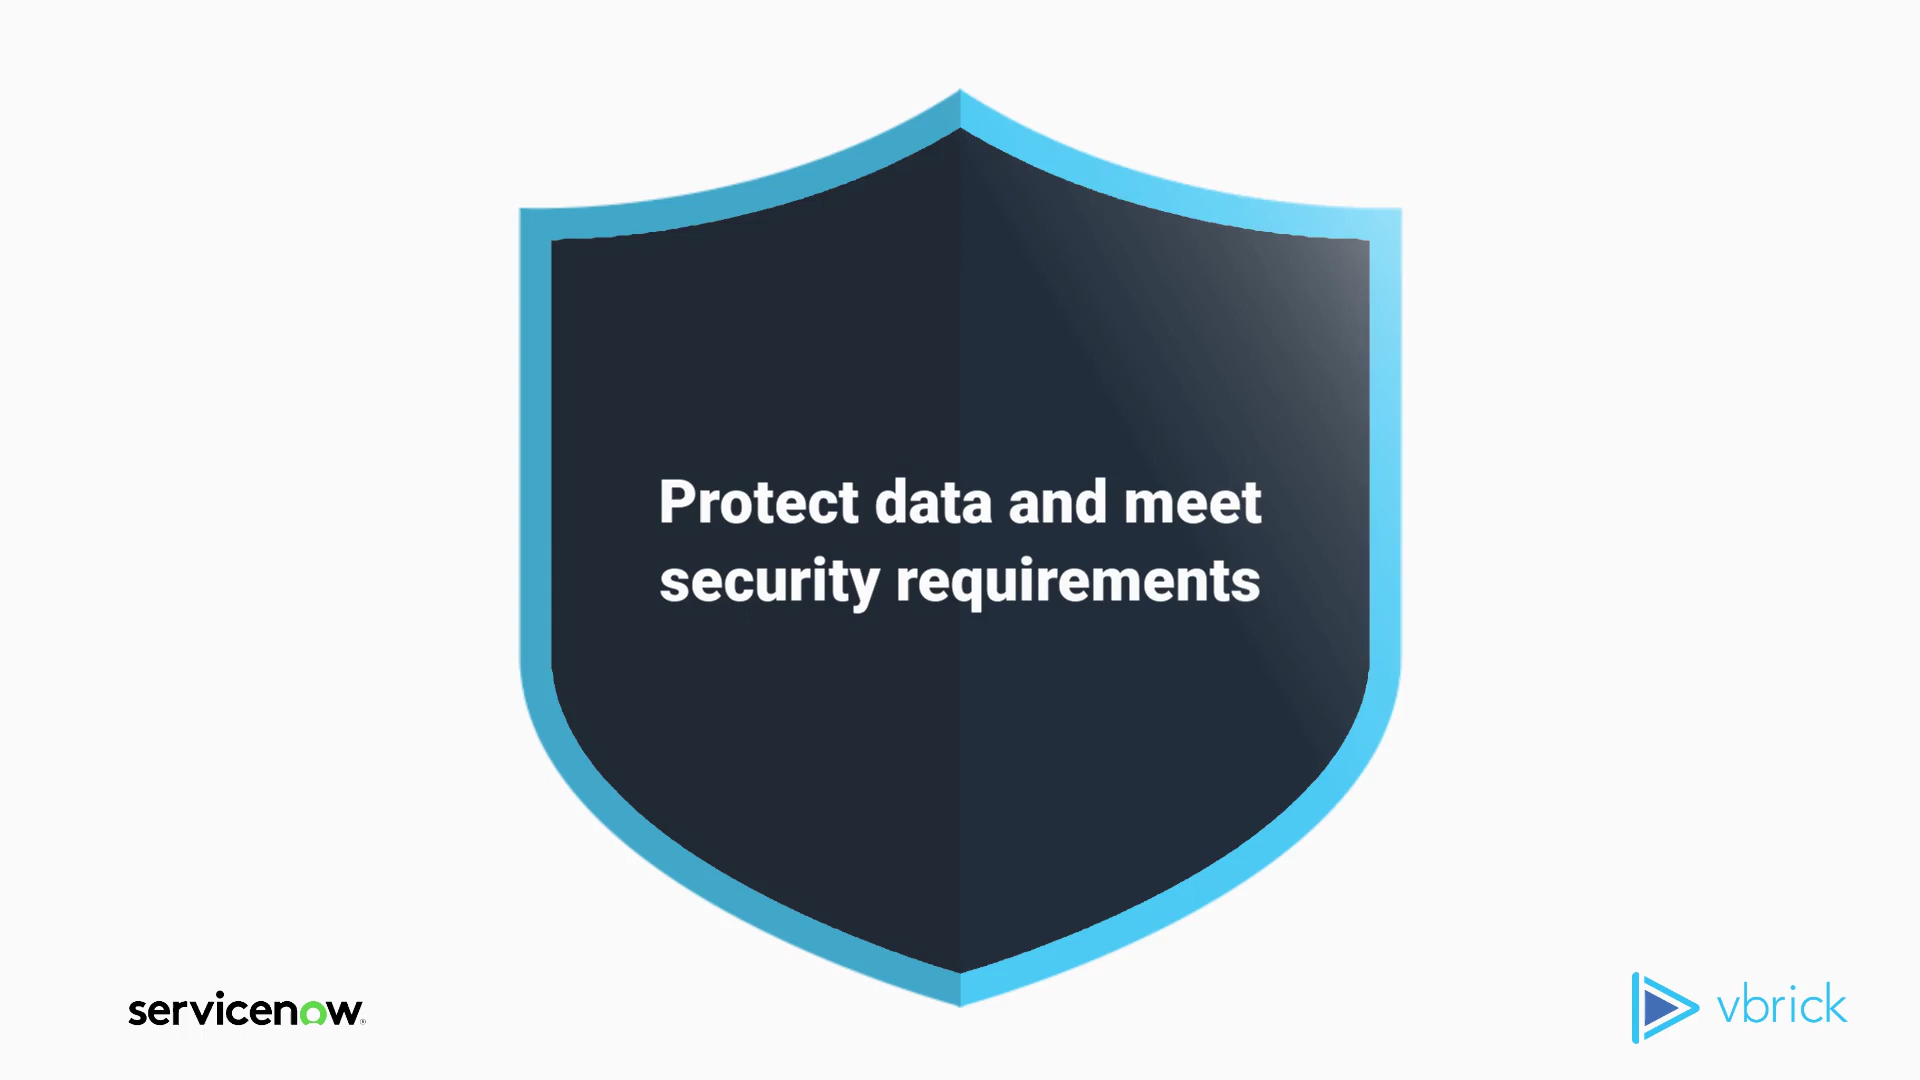 Protect data and meet
security requirements
servicenow
vbrick